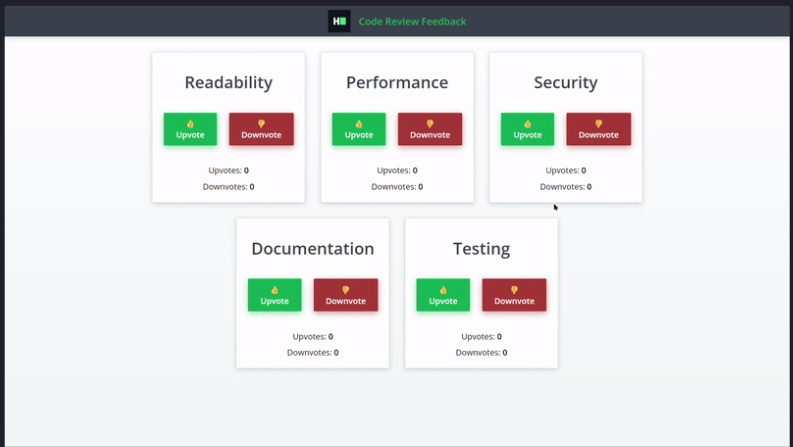 H Code Review Feedback
Readability
Performance
Security
Upvote Downvote
Upvote Downvote
Upvote Downvote
Upvotes: 0
Downvotes: 0
Upvotes: 0
Downvotes: 0
Upvotes: 0
Downvotes: 0
Documentation
Testing
Upvote Downvote
Upvote Downvote
Upvotes: 0
Downvotes: 0
Upvotes: 0
Downvotes: 0